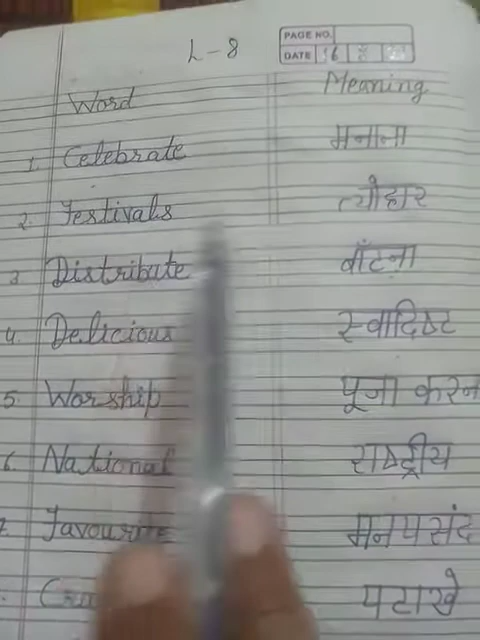 L-8
PAGE NO.
DATE 16
Word Meaning
1. Celebrate मनाना
2. Festivals त्यौहार
3 Distribute बाँटना
4. Delicious स्वादिष्ट
5. Worship पूजा करन
6. National राष्ट्रीय
7. Favourite मनपसंद
पटाखे